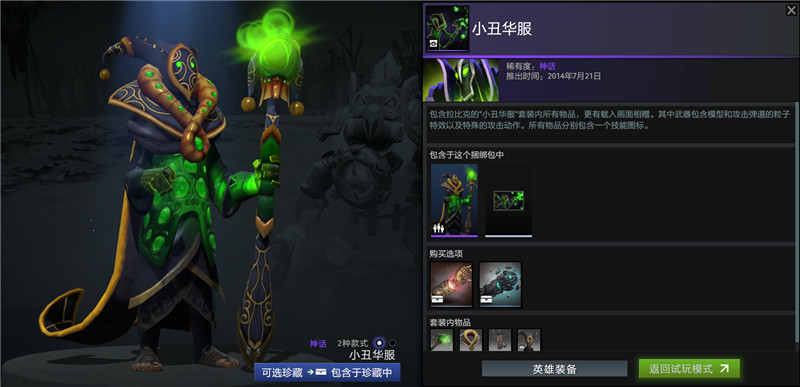 小丑华服
稀有度：神话
推出时间：2014年7月21日
包含拉比克的"小丑华服"套装内所有物品，更有载入画面相赠。其中武器包含模型和攻击弹道的粒子
特效以及特殊的攻击动作。所有物品分别包含一个技能图标。
包含于这个捆绑包中
购买选项
套装内物品
神话 2种款式
小丑华服
可选珍藏 包含于珍藏中
英雄装备
返回试玩模式